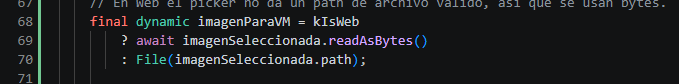 67 // En web el picker no da un path de archivo válido, así que se usan bytes.
68 final dynamic imagenParaVM = kIsWeb
69 ? await imagenSeleccionada.readAsBytes()
70 : File(imagenSeleccionada.path);
71